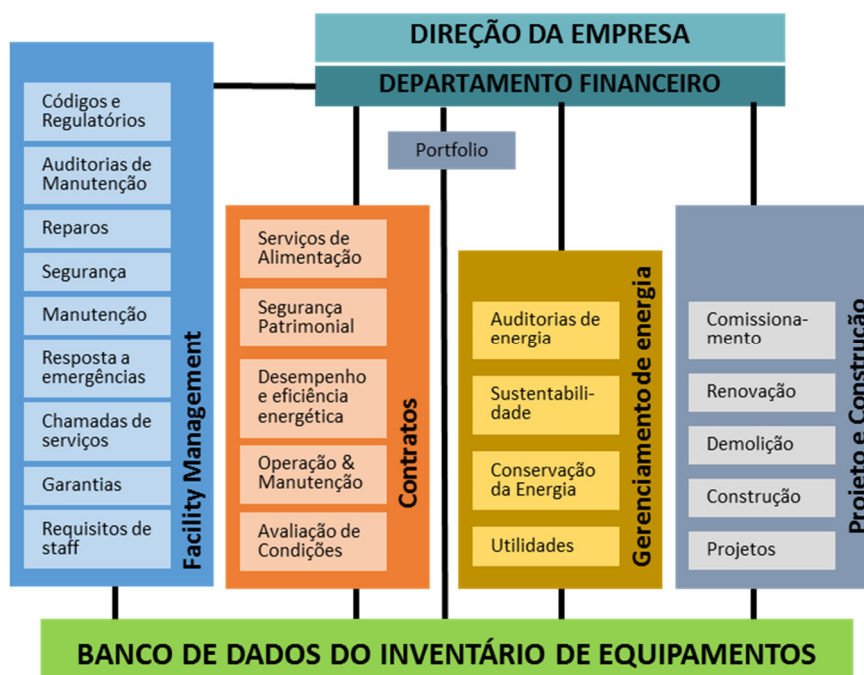 DIREÇÃO DA EMPRESA
DEPARTAMENTO FINANCEIRO
Portfolio
Códigos e
Regulatórios
Auditorias de
Manutenção
Reparos
Segurança
Manutenção
Resposta a
emergências
Chamadas de
serviços
Garantias
Requisitos de
staff
Facility Management
Serviços de
Alimentação
Segurança
Patrimonial
Desempenho
e eficiência
energética
Operação &
Manutenção
Avaliação de
Condições
Contratos
Auditorias de
energia
Sustentabili-
dade
Conservação
da Energia
Utilidades
Gerenciamento de energia
Comissiona-
mento
Renovação
Demolição
Construção
Projetos
Projeto e Construção
BANCO DE DADOS DO INVENTÁRIO DE EQUIPAMENTOS